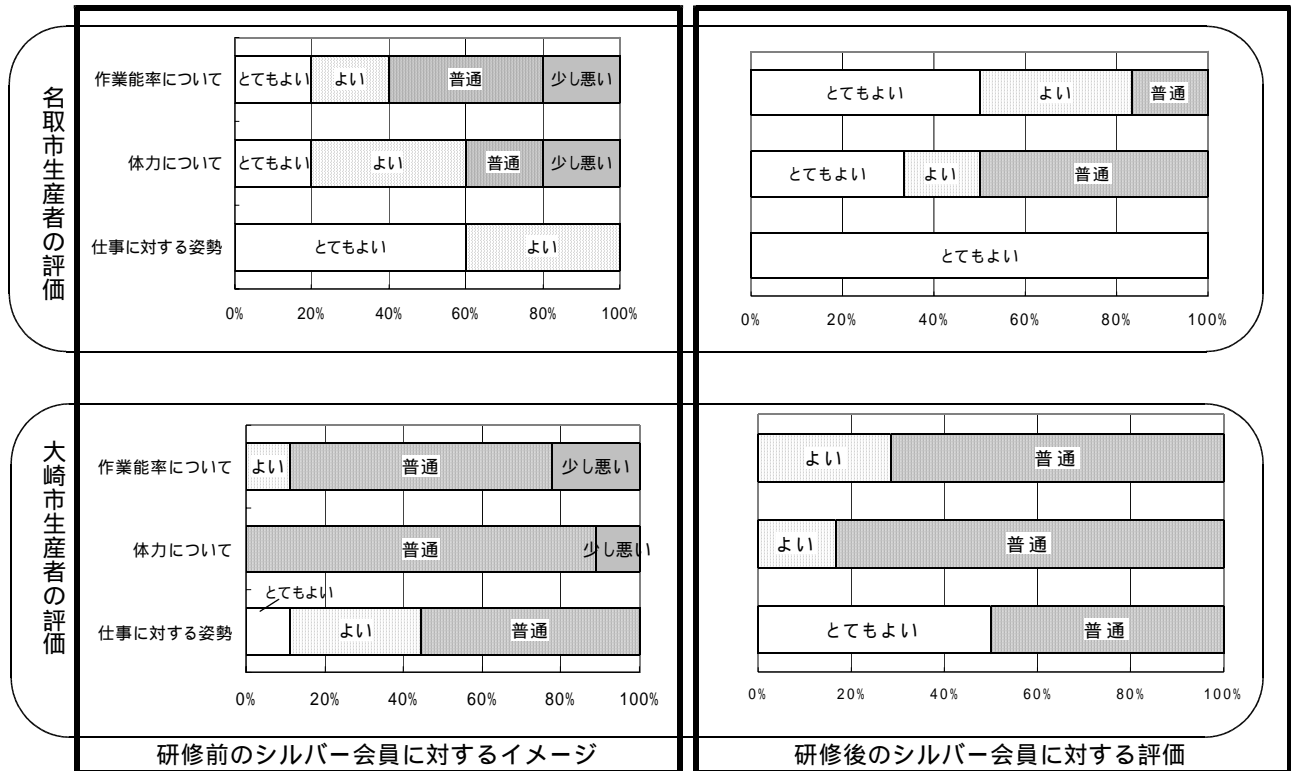 名取市生産者の評価
作業能率について
とてもよい よい 普通 少し悪い
体力について
とてもよい よい 普通 少し悪い
仕事に対する姿勢
とてもよい よい
0% 20% 40% 60% 80% 100%
とてもよい よい 普通
とてもよい よい 普通
とてもよい
0% 20% 40% 60% 80% 100%
大崎市生産者の評価
作業能率について
よい 普通 少し悪い
体力について
普通 少し悪い
とてもよい
仕事に対する姿勢
よい 普通
0% 20% 40% 60% 80% 100%
よい 普通
よい 普通
とてもよい 普通
0% 20% 40% 60% 80% 100%
研修前のシルバー会員に対するイメージ
研修後のシルバー会員に対する評価